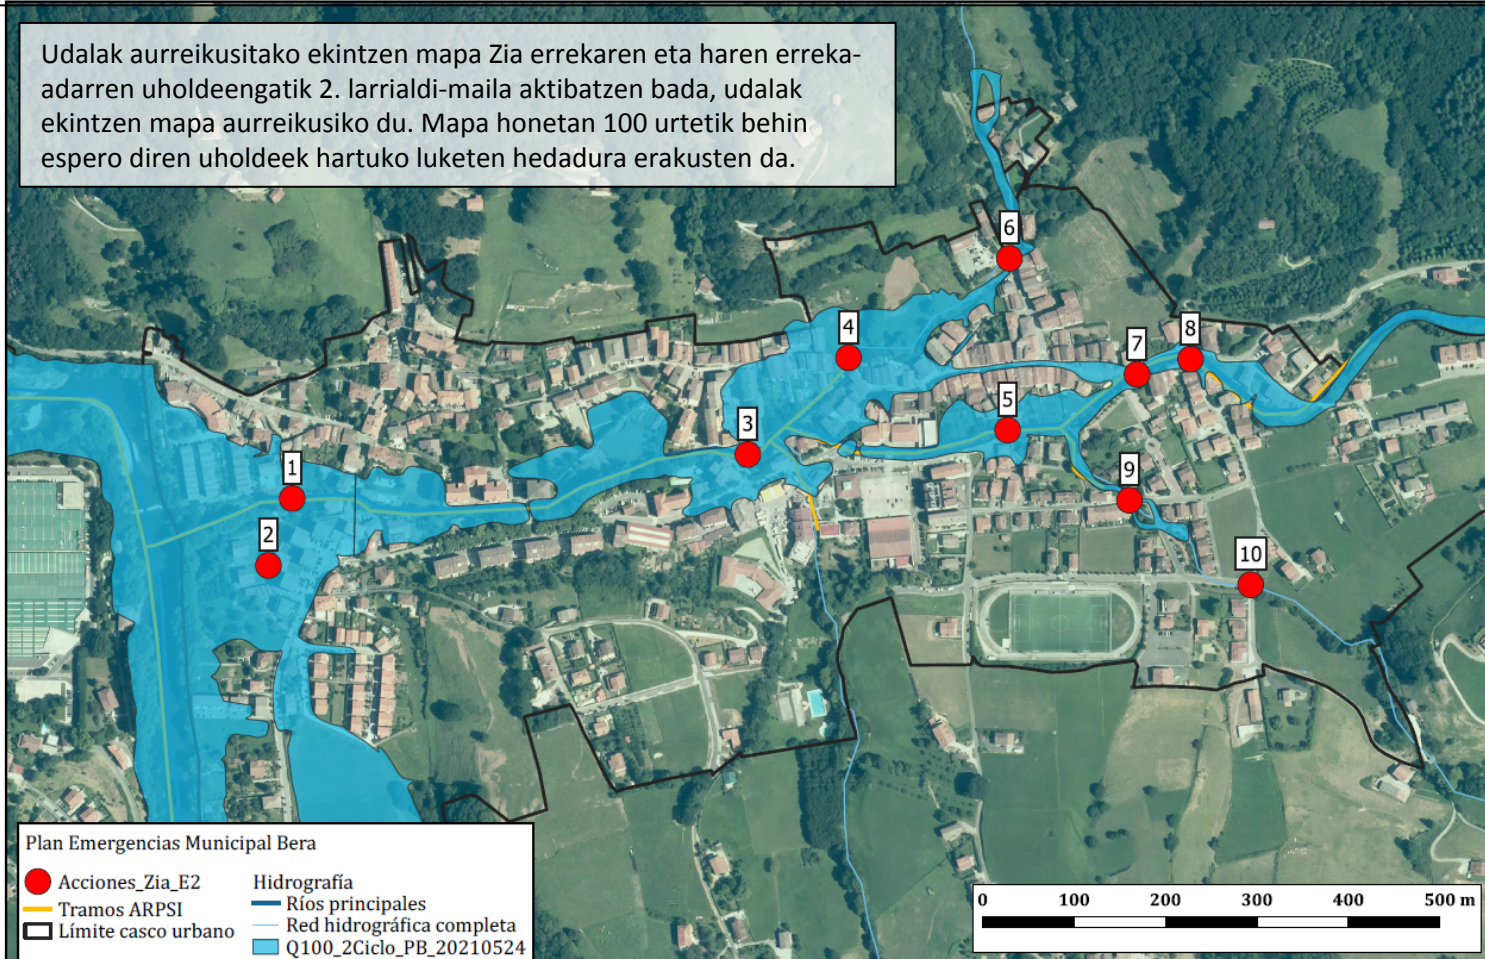 Udalak aurreikusitako ekintzen mapa Zia errekaren eta haren erreka-
adarren uholdeengatik 2. larrialdi-maila aktibatzen bada, udalak
ekintzen mapa aurreikusiko du. Mapa honetan 100 urtetik behin
espero diren uholdeek hartuko luketen hedadura erakusten da.
6
4
7
8
5
3
1
9
2
10
Plan Emergencias Municipal Bera
Acciones_Zia_E2
Tramos ARPSI
Límite casco urbano
Hidrografía
Ríos principales
Red hidrográfica completa
Q100_2Ciclo_PB_20210524
0 100 200 300 400 500 m